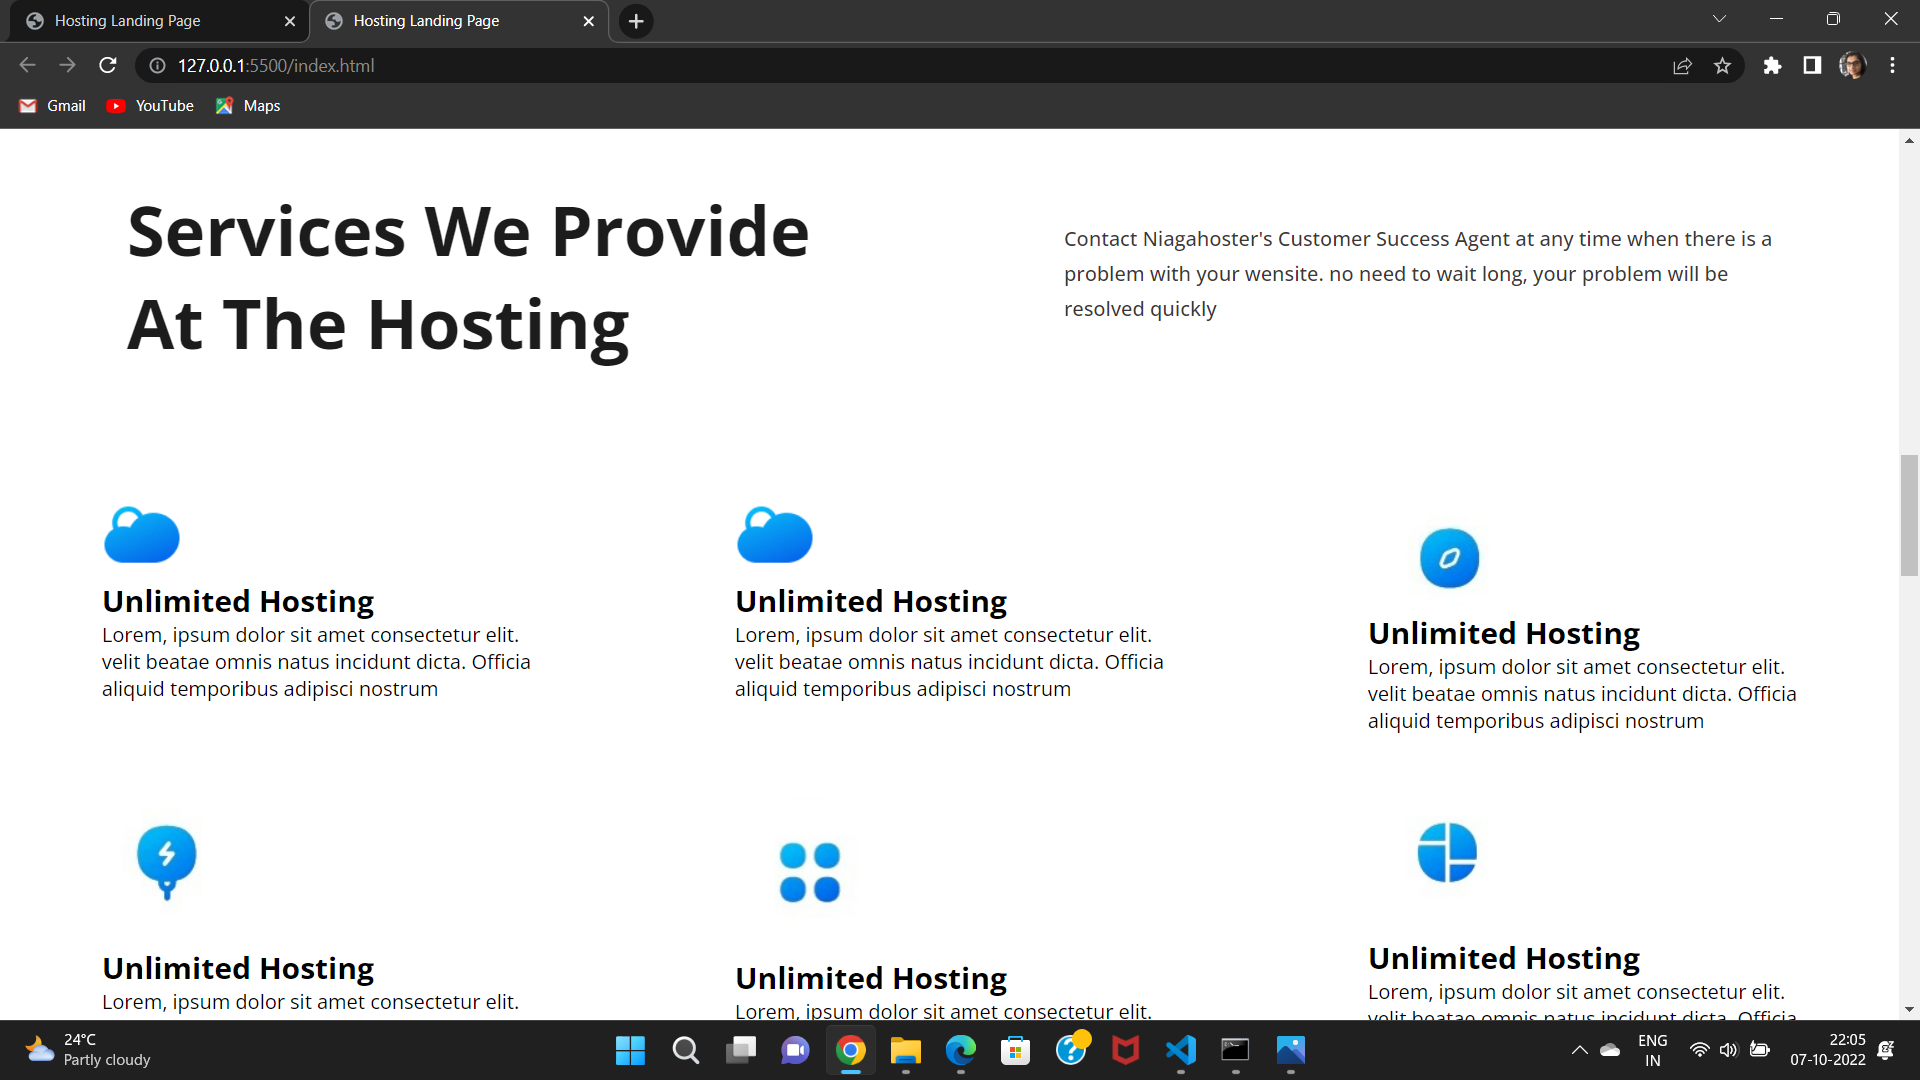 Hosting Landing Page
Hosting Landing Page
127.0.0.1:5500/index.html
Gmail
YouTube
Maps
Services We Provide
At The Hosting
Contact Niagahoster's Customer Success Agent at any time when there is a
problem with your wensite. no need to wait long, your problem will be
resolved quickly
Unlimited Hosting
Lorem, ipsum dolor sit amet consectetur elit.
velit beatae omnis natus incidunt dicta. Officia
aliquid temporibus adipisci nostrum
Unlimited Hosting
Lorem, ipsum dolor sit amet consectetur elit.
velit beatae omnis natus incidunt dicta. Officia
aliquid temporibus adipisci nostrum
Unlimited Hosting
Lorem, ipsum dolor sit amet consectetur elit.
velit beatae omnis natus incidunt dicta. Officia
aliquid temporibus adipisci nostrum
Unlimited Hosting
Lorem, ipsum dolor sit amet consectetur elit.
Unlimited Hosting
Lorem, ipsum dolor sit amet consectetur elit.
Unlimited Hosting
Lorem, ipsum dolor sit amet consectetur elit.
velit beatae omnis natus incidunt dicta. Officia
24°C
Partly cloudy
ENG
IN
22:05
07-10-2022